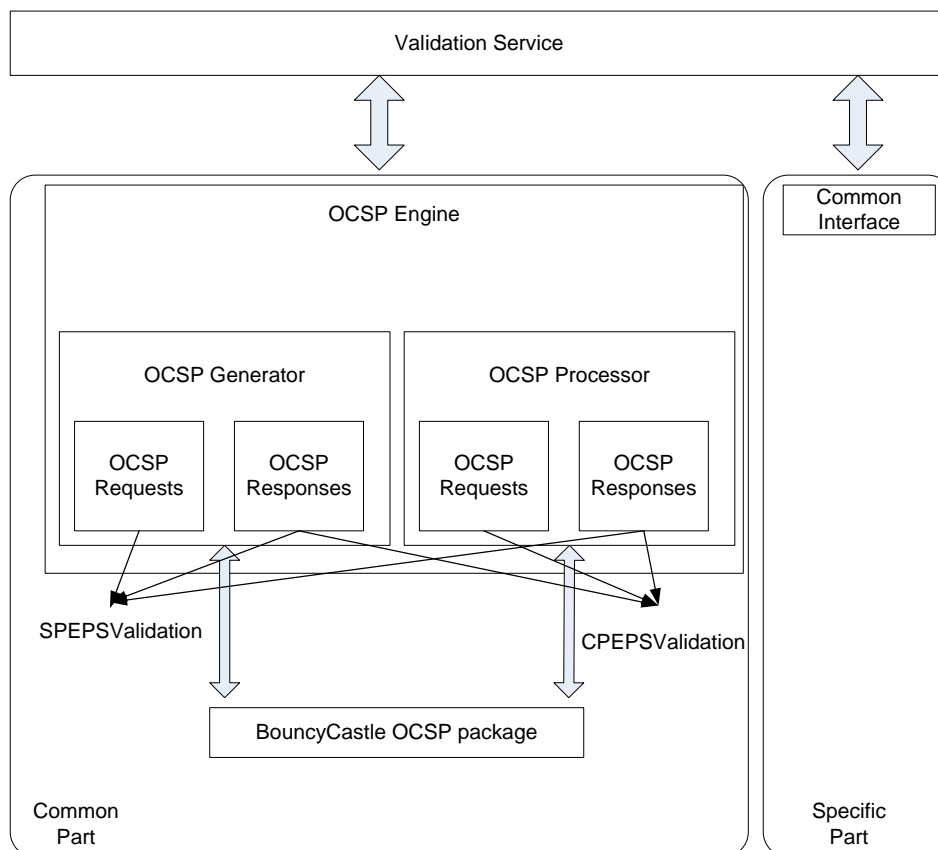 Validation Service
OCSP Engine
Common
Interface
OCSP Generator
OCSP Processor
OCSP
Requests
OCSP
Responses
OCSP
Requests
OCSP
Responses
SPEPSValidation
CPEPSValidation
BouncyCastle OCSP package
Common
Part
Specific
Part